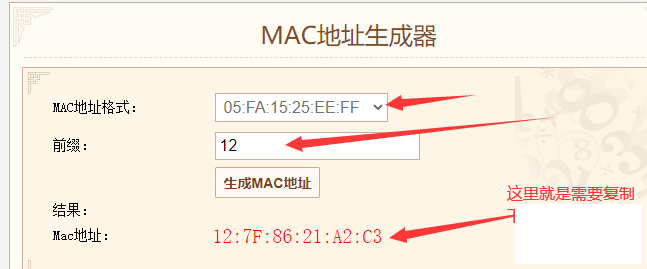 MAC地址生成器
MAC地址格式：
05:FA:15:25:EE:FF
前缀：
12
生成MAC地址
结果：
这里就是需要复制
Mac地址：
12:7F:86:21:A2:C3